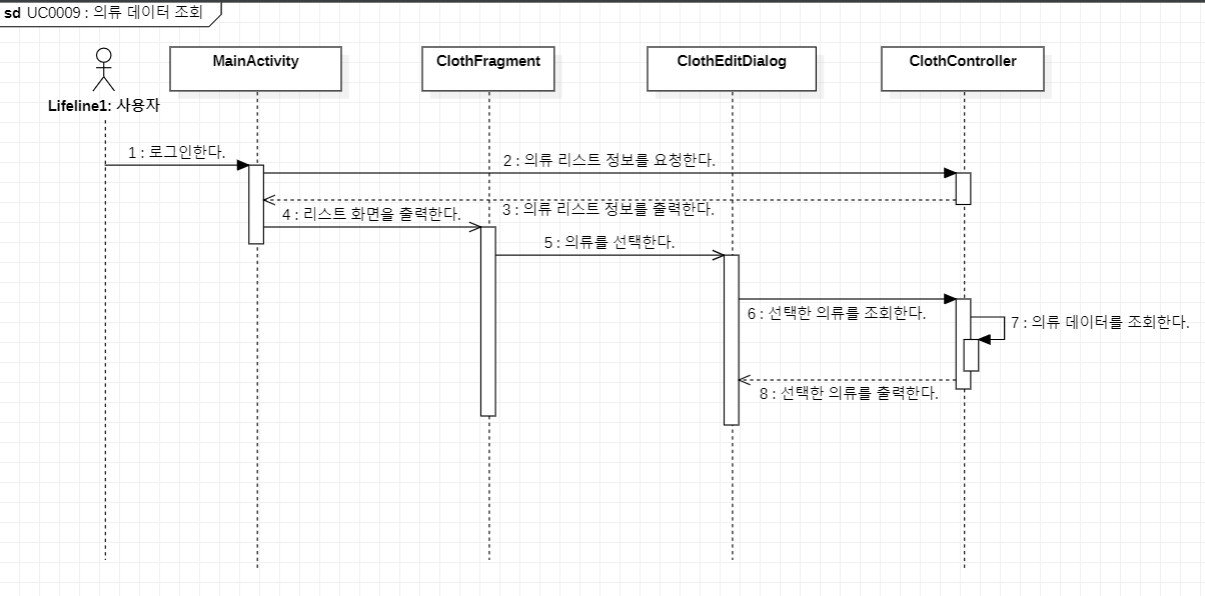 sd UC0009 : 의류 데이터 조회
MainActivity
ClothFragment
ClothEditDialog
ClothController
Lifeline1: 사용자
1 : 로그인한다.
2 : 의류 리스트 정보를 요청한다.
3 : 의류 리스트 정보를 출력한다.
4 : 리스트 화면을 출력한다.
5 : 의류를 선택한다.
6 : 선택한 의류를 조회한다.
7 : 의류 데이터를 조회한다.
8 : 선택한 의류를 출력한다.